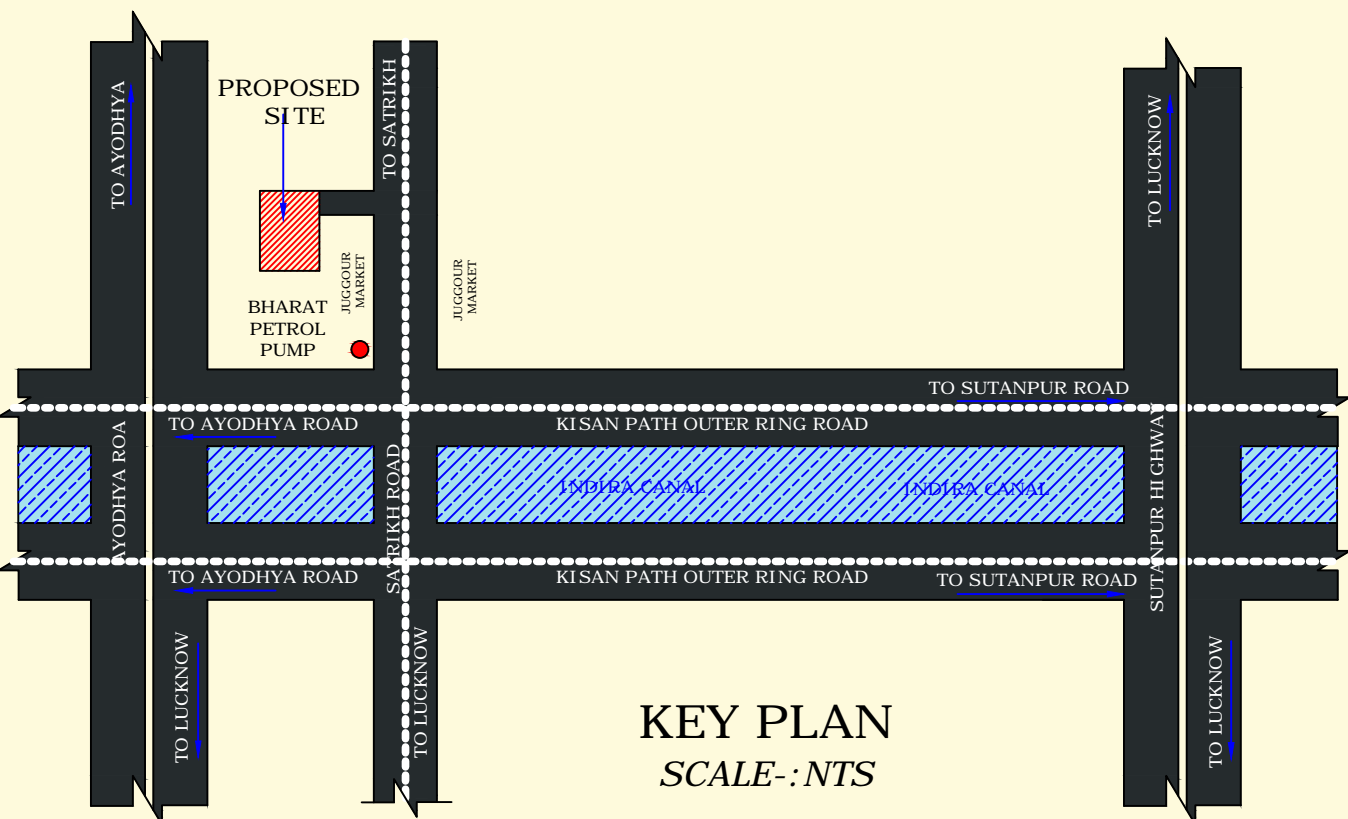 PROPOSED
SITE
TO AYODHYA
TO SATRIKH
TO LUCKNOW
JUGGOUR
MARKET
JUGGOUR
MARKET
BHARAT
PETROL
PUMP
TO SUTANPUR ROAD
TO AYODHYA ROAD
KISAN PATH OUTER RING ROAD
AYODHYA ROA
SATRIKH ROAD
INDIRA CANAL
INDIRA CANAL
SUTANPUR HIGHWAY
TO AYODHYA ROAD
KISAN PATH OUTER RING ROAD
TO SUTANPUR ROAD
TO LUCKNOW
TO LUCKNOW
TO LUCKNOW
KEY PLAN
SCALE-:NTS